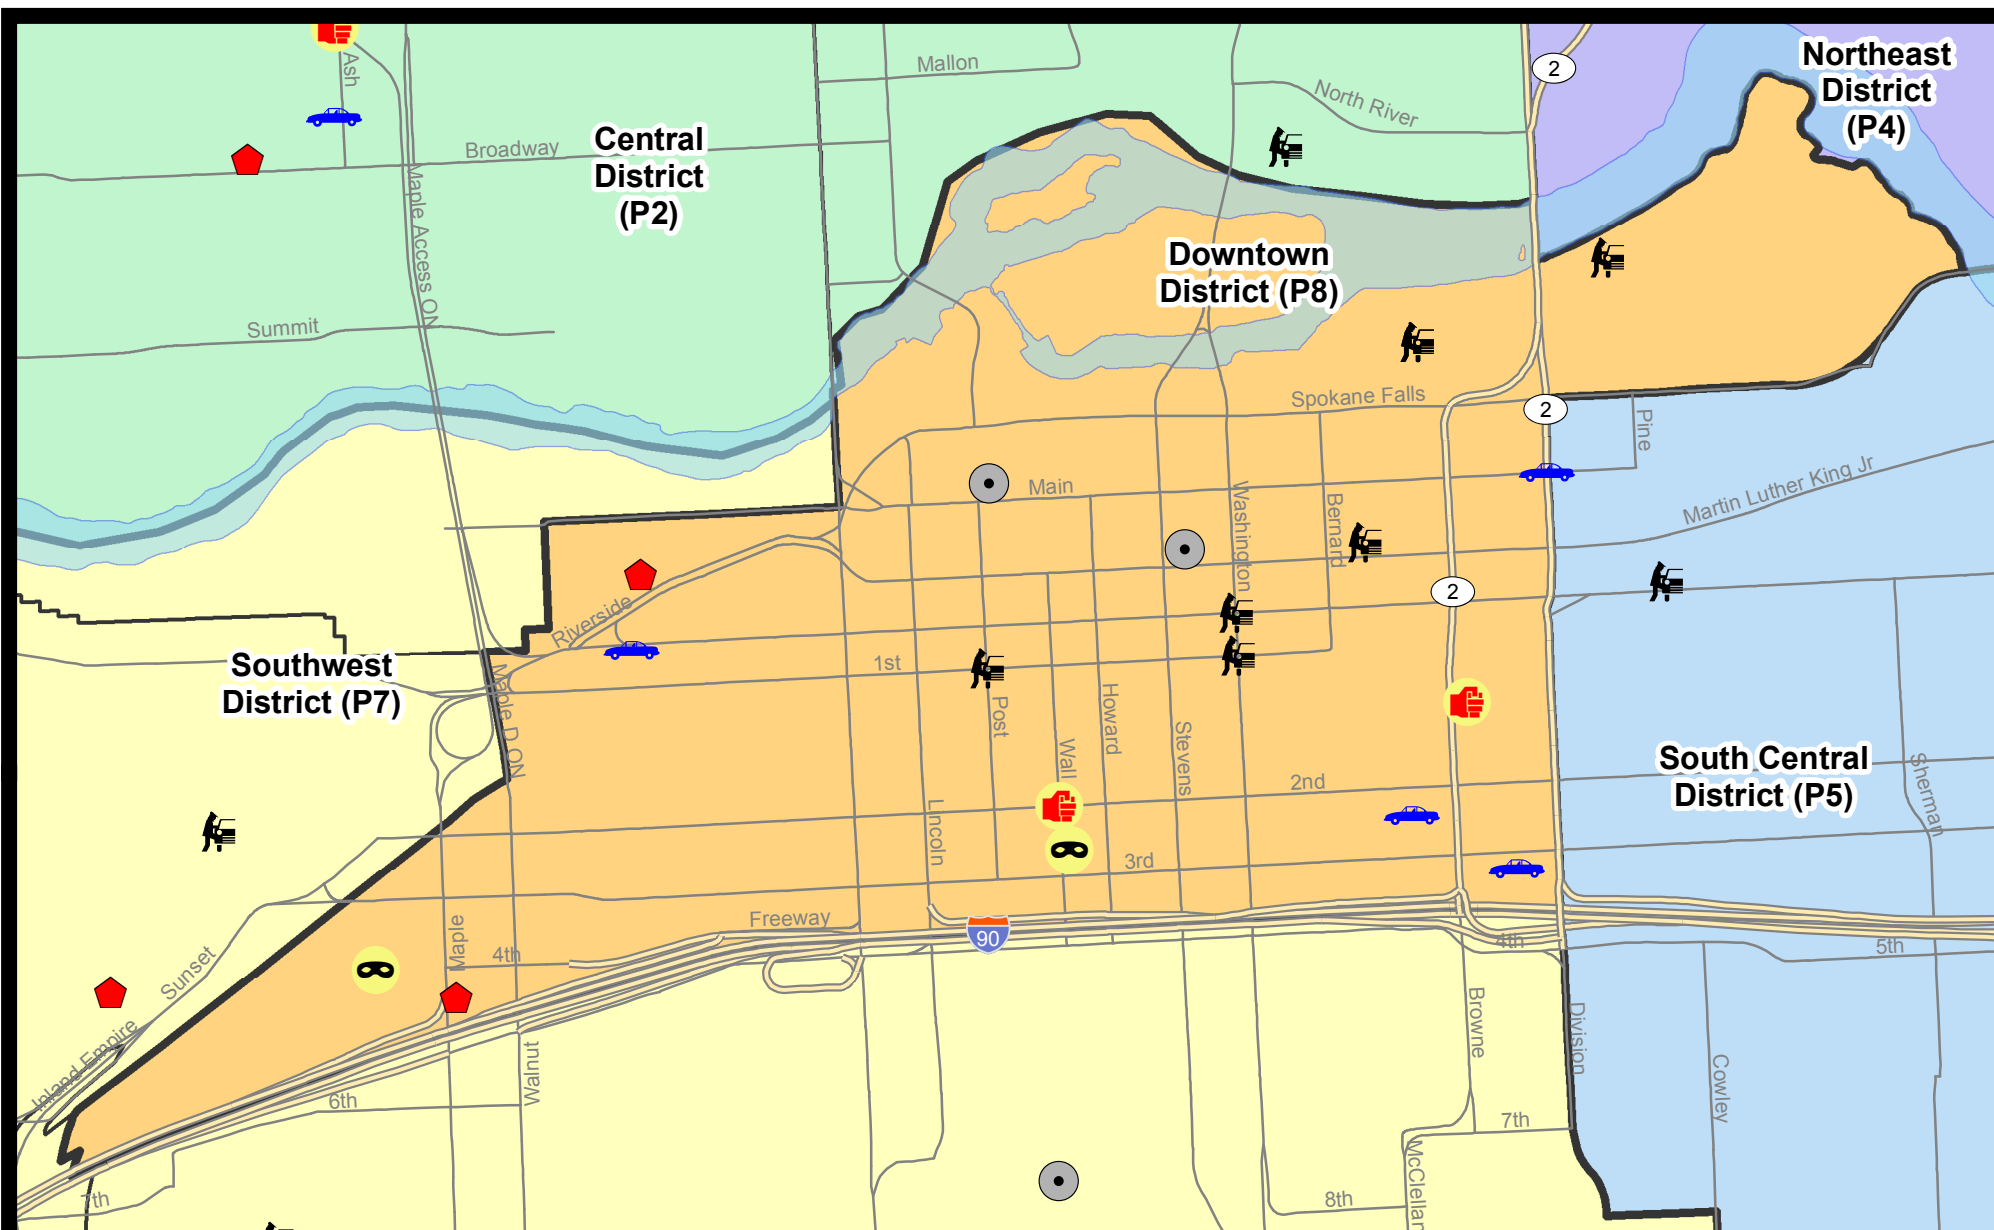 Ash
Mallon
2
Northeast
District
(P4)
North River
Central
District
(P2)
Broadway
Maple Access ON
Downtown
District (P8)
Summit
Spokane Falls
2
Pine
Main
Washington
Bernard
Martin Luther King Jr
2
Riverside
Southwest
District (P7)
1st
Maple D ON
Post
Howard
Wall
Stevens
2nd
South Central
District (P5)
Sherman
Lincoln
3rd
Freeway
90
Maple
4th
4th
5th
Sunset
Inland Empire
Walnut
6th
Browne
Division
Cowley
7th
McClellan
7th
8th